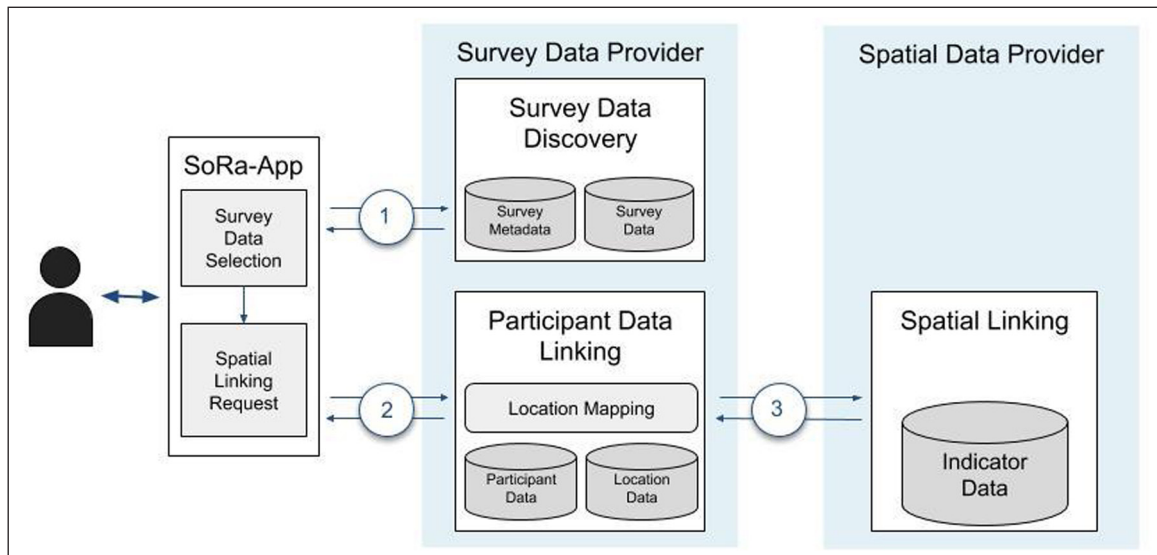 Survey Data Provider
Spatial Data Provider
Survey Data
Discovery
SoRa-App
Survey
Data
Selection
1
Survey
Metadata
Survey
Data
Participant Data
Linking
Spatial Linking
Spatial
Linking
Request
2
Location Mapping
3
Participant
Data
Location
Data
Indicator
Data